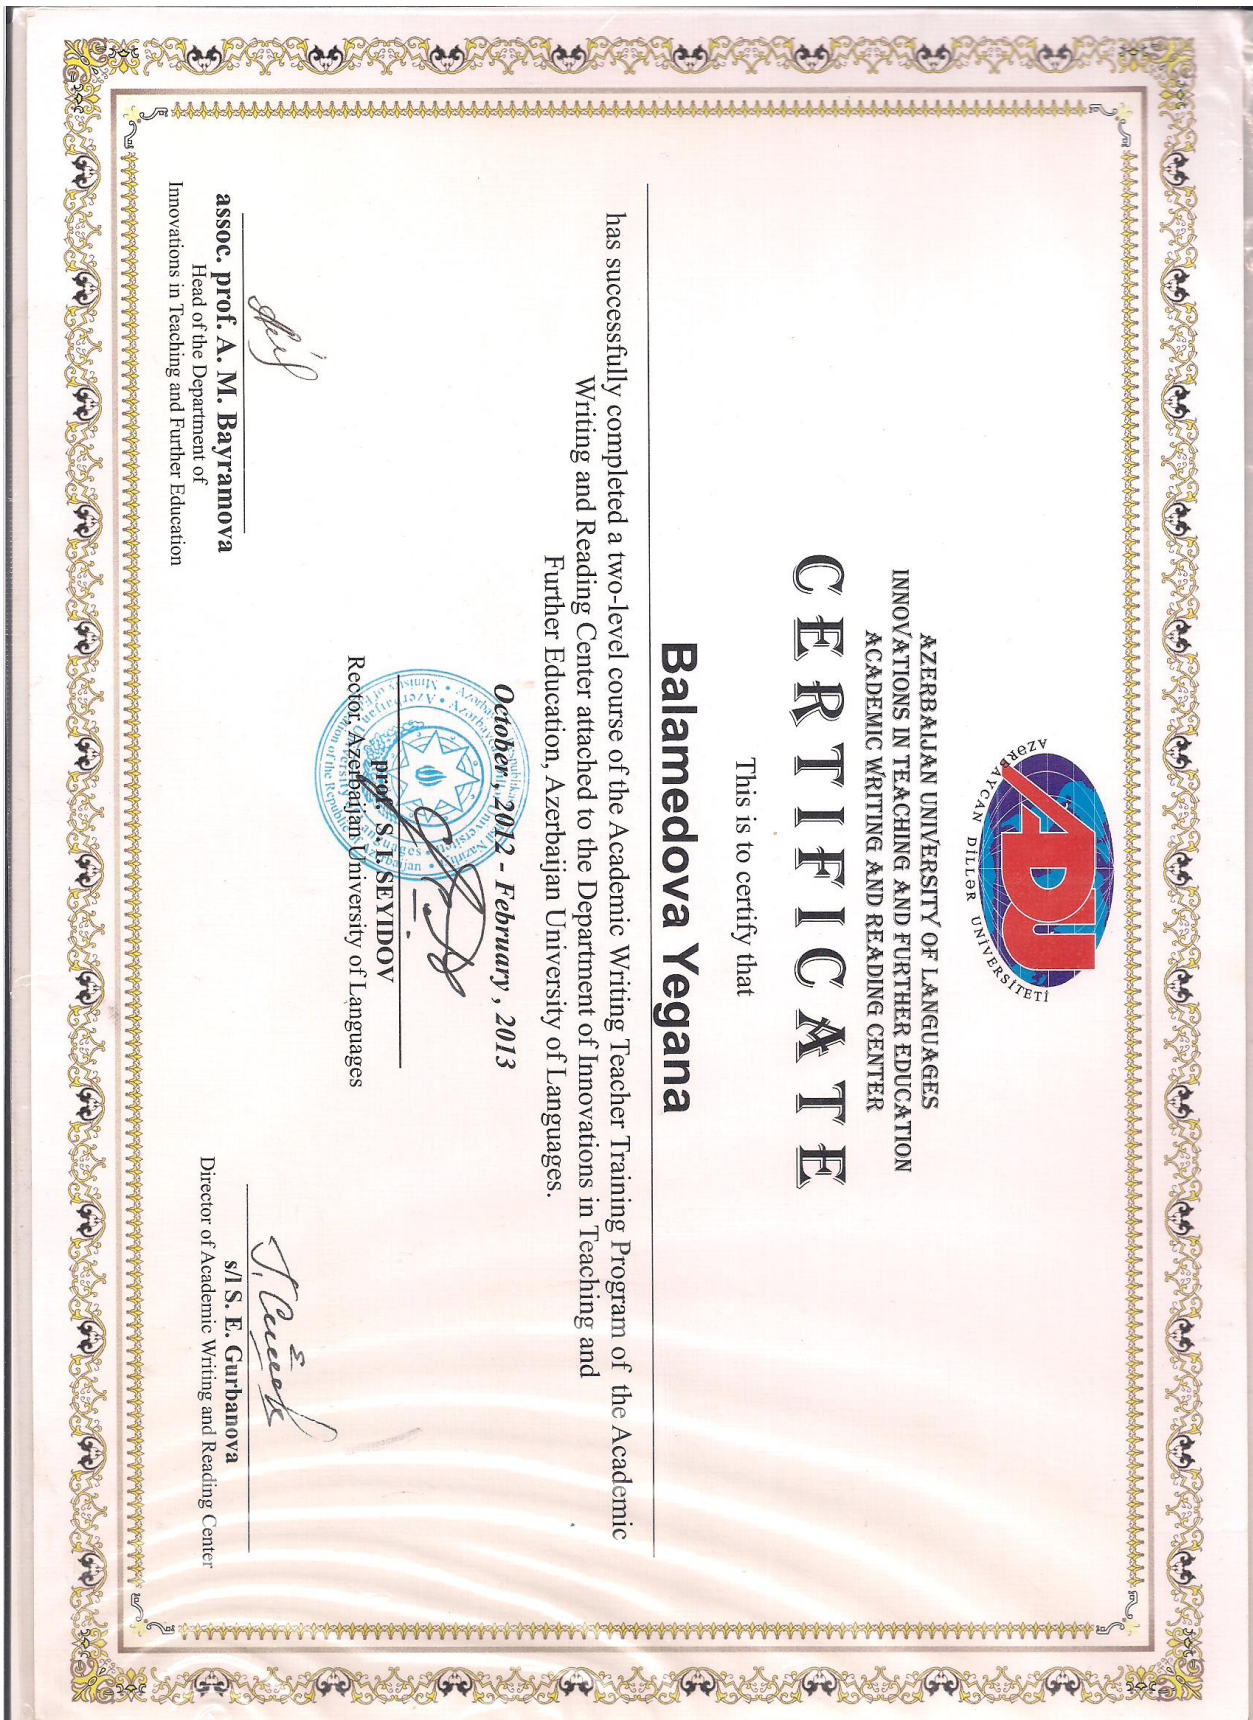 AZƏRBAYCAN DİLLƏR UNİVERSİTETİ
ADU
AZERBAIJAN UNIVERSITY OF LANGUAGES
INNOVATIONS IN TEACHING AND FURTHER EDUCATION
ACADEMIC WRITING AND READING CENTER
CERTIFICATE
This is to certify that
Balamedova Yegana
has successfully completed a two-level course of the Academic Writing Teacher Training Program of the Academic
Writing and Reading Center attached to the Department of Innovations in Teaching and
Further Education, Azerbaijan University of Languages.
October, 2012 - February , 2013
prof. S. I. SEYIDOV
Rector, Azerbaijan University of Languages
assoc. prof. A. M. Bayramova
Head of the Department of
Innovations in Teaching and Further Education
s/l S. E. Gurbanova
Director of Academic Writing and Reading Center